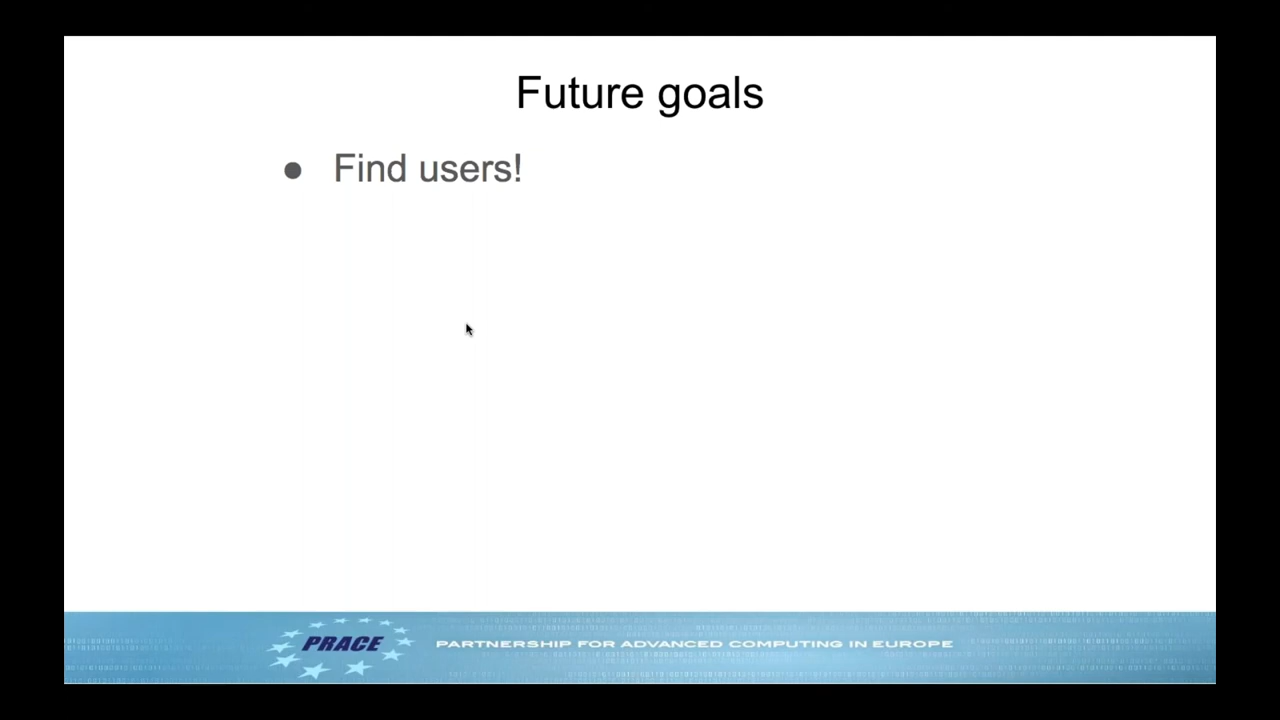 Future goals
● Find users!
PRACE
PARTNERSHIP FOR ADVANCED COMPUTING IN EUROPE